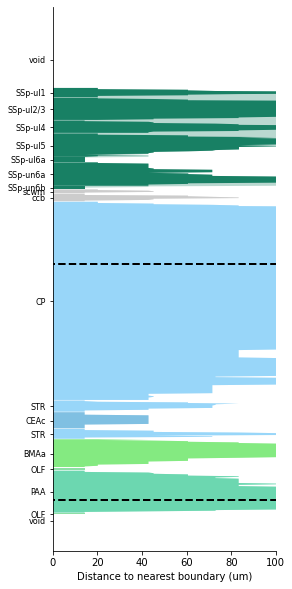 void
SSp-ul1
SSp-ul2/3
SSp-ul4
SSp-ul5
SSp-ul6a
SSp-un6a
SSp-un6b
scwm
ccb
CP
STR
CEAc
STR
BMAa
OLF
PAA
OLF
void
0 20 40 60 80 100
Distance to nearest boundary (um)